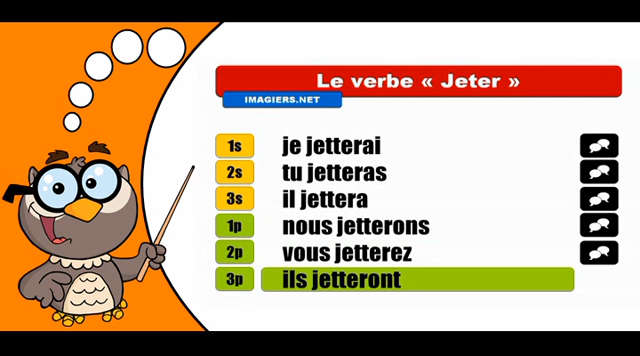 Le verbe « Jeter »
IMAGIERS.NET
1s je jetterai
2s tu jetteras
3s il jettera
1p nous jetterons
2p vous jetterez
3p ils jetteront